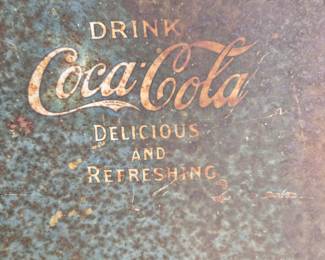 DRINK
Coca-Cola
DELICIOUS
AND
REFRESHING